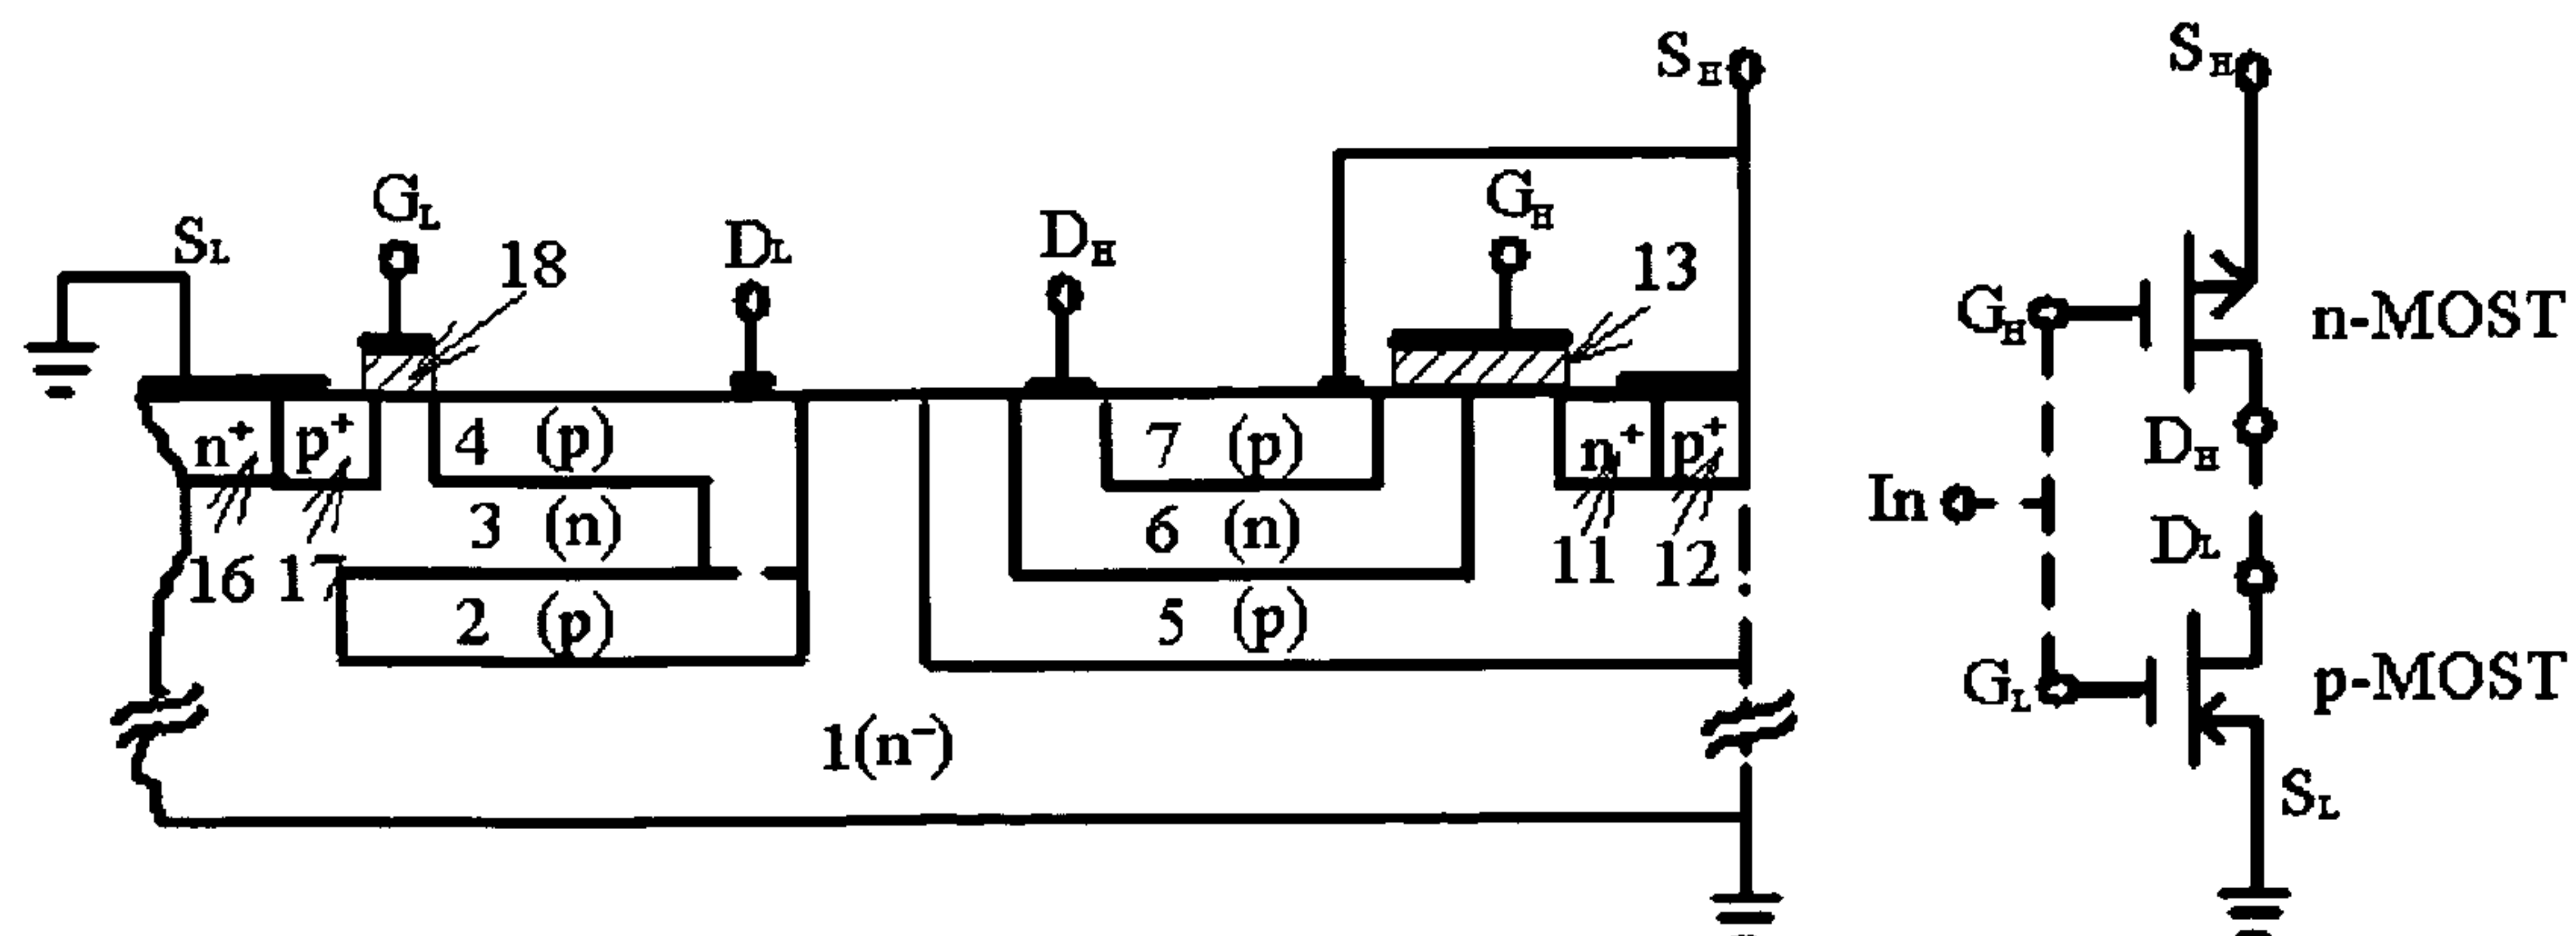 S_H
S_H
G_L
G_H
S_L
18
D_L
D_H
13
G_H
n-MOST
n⁺
p⁺
4 (p)
7 (p)
n⁺
p⁺
D_H
In
3 (n)
6 (n)
D_L
16
17
11
12
2 (p)
5 (p)
G_L
p-MOST
1(n⁻)
S_L